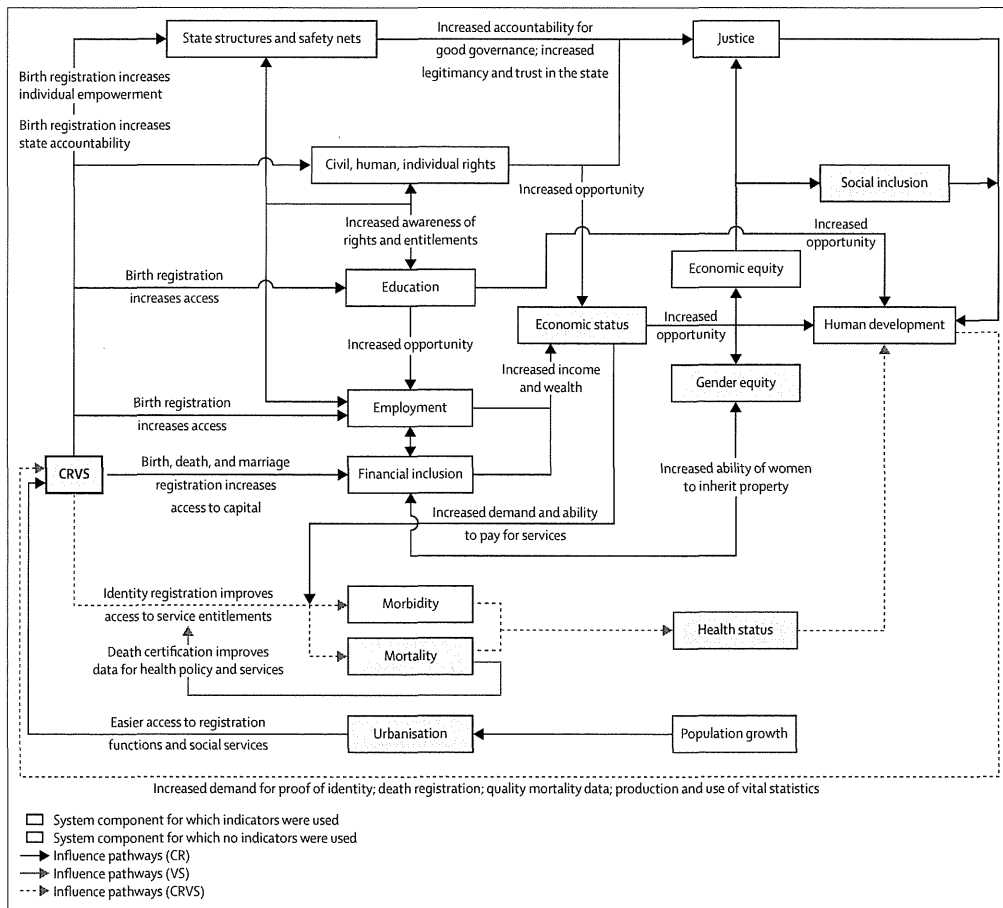 State structures and safety nets
Increased accountability for
good governance; increased
legitimancy and trust in the state
Justice
Birth registration increases
individual empowerment
Birth registration increases
state accountability
Civil, human, individual rights
Increased opportunity
Social inclusion
Increased awareness of
rights and entitlements
Increased
opportunity
Birth registration
increases access
Education
Economic equity
Economic status
Increased
opportunity
Human development
Increased opportunity
Increased income
and wealth
Gender equity
Birth registration
increases access
Employment
CRVS
Birth, death, and marriage
registration increases
access to capital
Financial inclusion
Increased ability of women
to inherit property
Increased demand and ability
to pay for services
Identity registration improves
access to service entitlements
Morbidity
Health status
Death certification improves
data for health policy and services
Mortality
Easier access to registration
functions and social services
Urbanisation
Population growth
Increased demand for proof of identity; death registration; quality mortality data; production and use of vital statistics
System component for which indicators were used
System component for which no indicators were used
Influence pathways (CR)
Influence pathways (VS)
Influence pathways (CRVS)